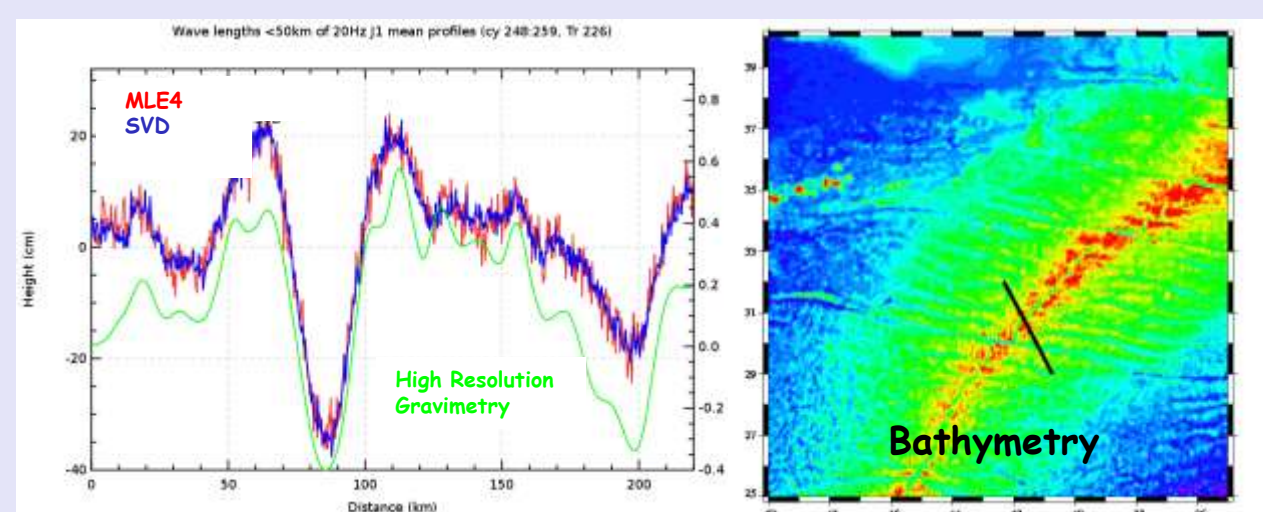 Wave lengths <50km of 20Hz J1 mean profiles (cy 248:259, Tr 226)
MLE4
SVD
Height (cm)
20
0
-20
-40
0.8
0.6
0.4
0.2
0.0
-0.2
-0.4
High Resolution
Gravimetry
0 50 100 150 200
Distance (km)
39
37
35
33
31
29
27
25
Bathymetry